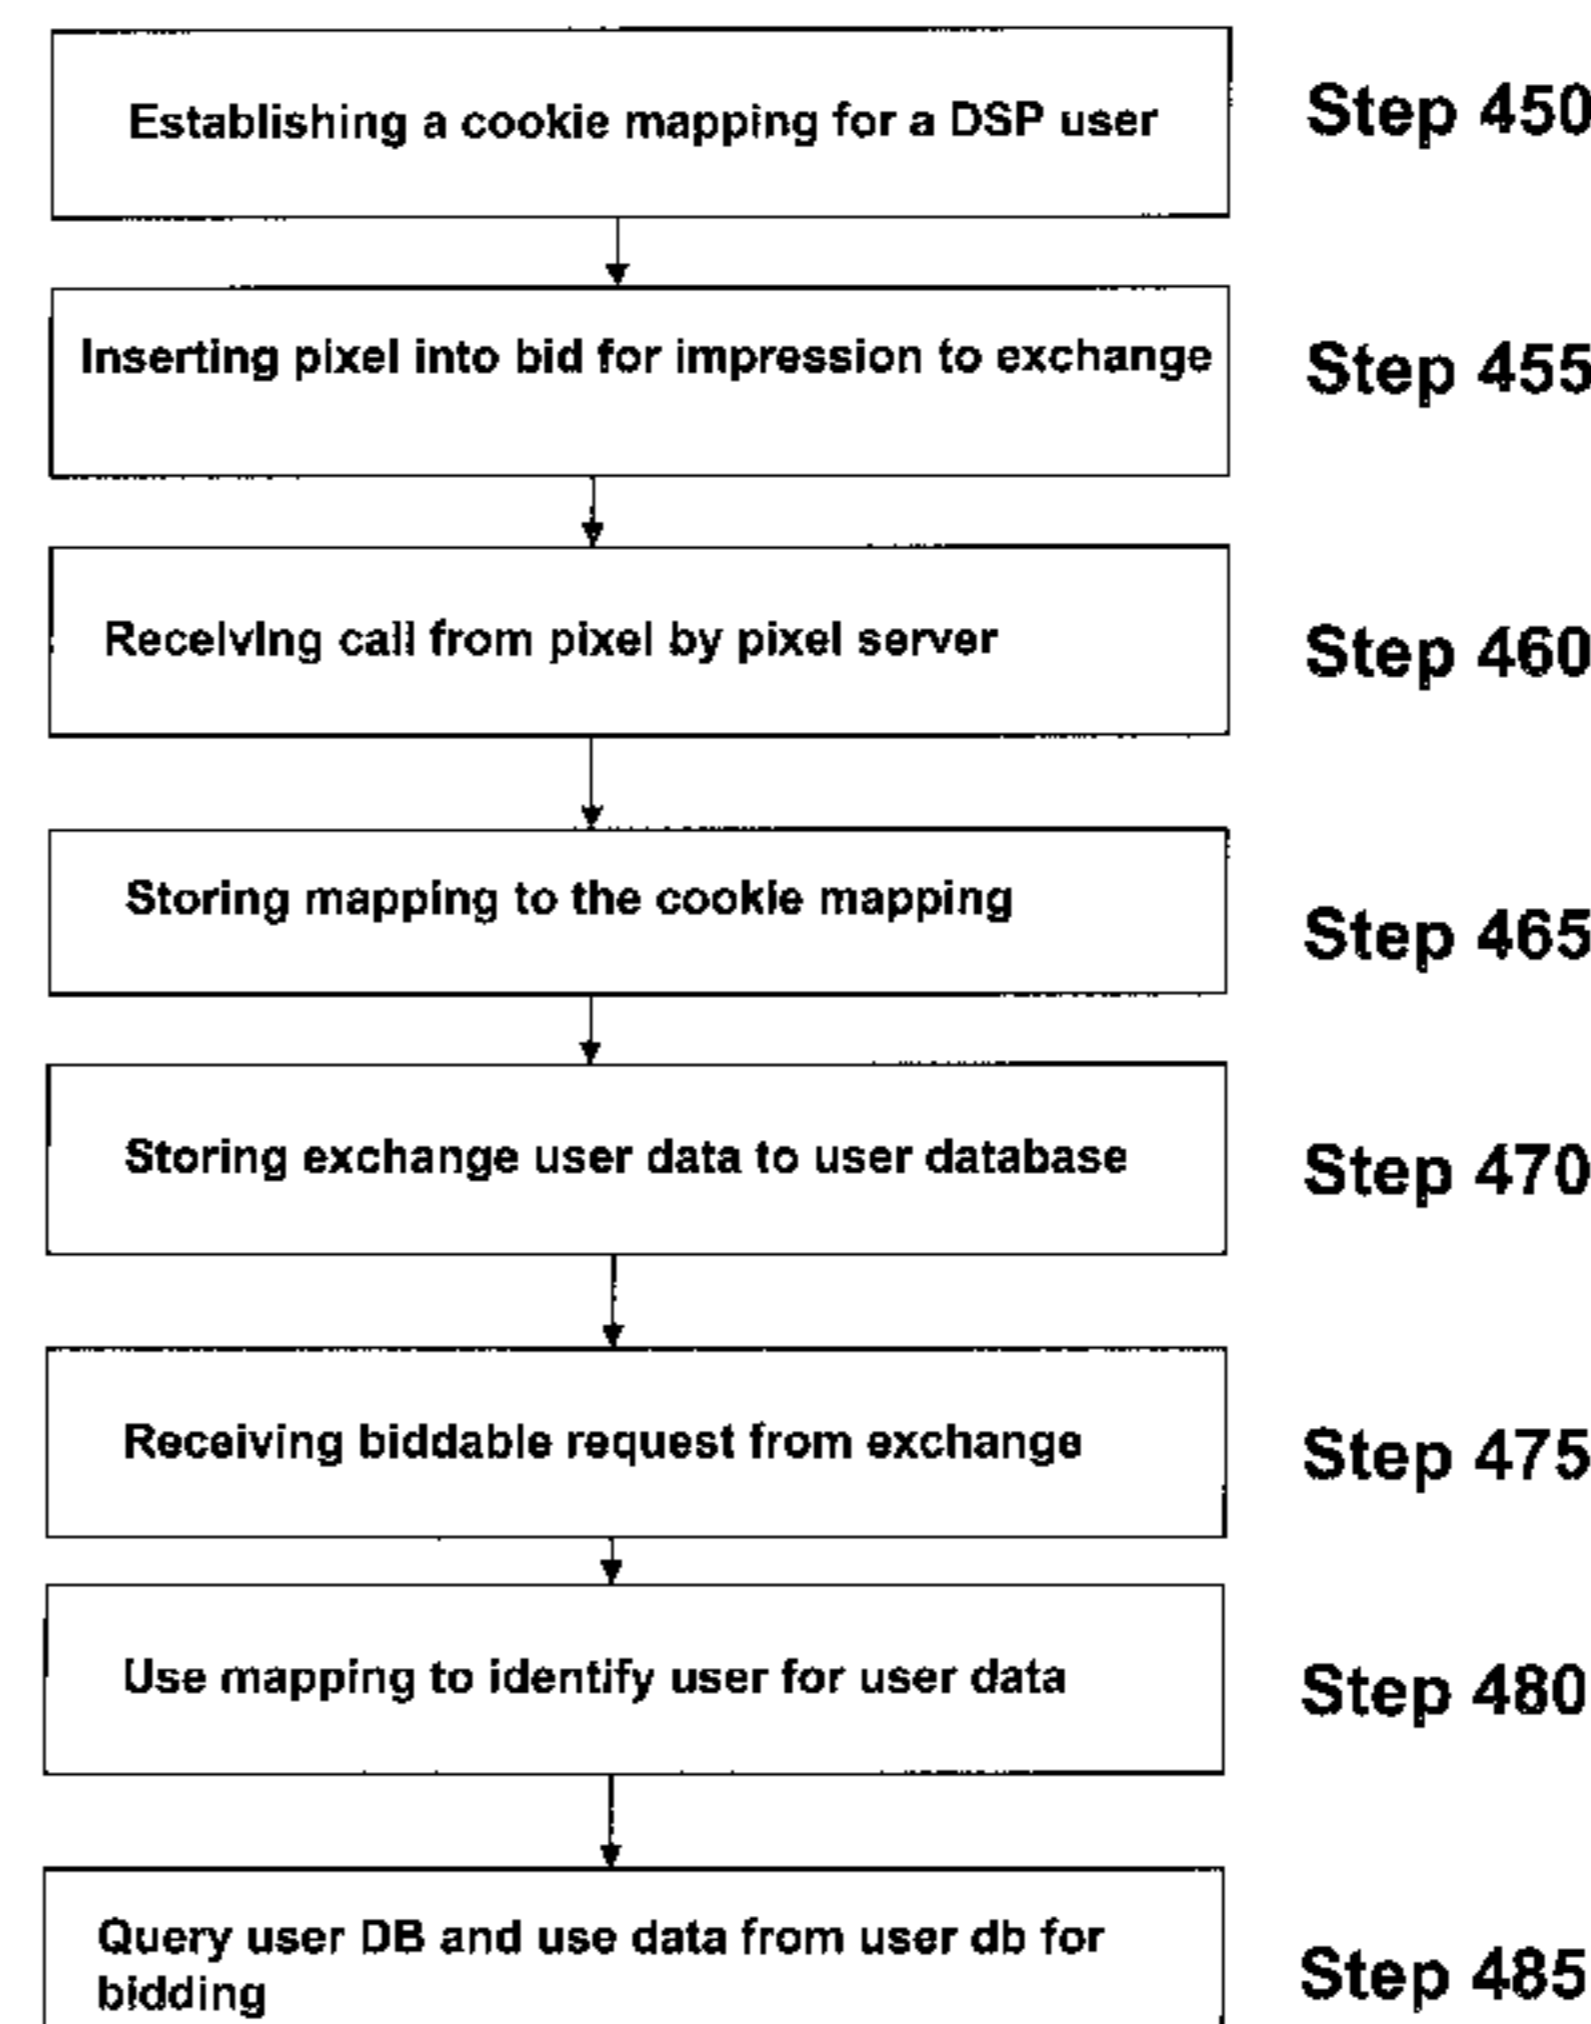 Establishing a cookie mapping for a DSP user
Step 450
Inserting pixel into bid for impression to exchange
Step 455
Receiving call from pixel by pixel server
Step 460
Storing mapping to the cookie mapping
Step 465
Storing exchange user data to user database
Step 470
Receiving biddable request from exchange
Step 475
Use mapping to identify user for user data
Step 480
Query user DB and use data from user db for
bidding
Step 485